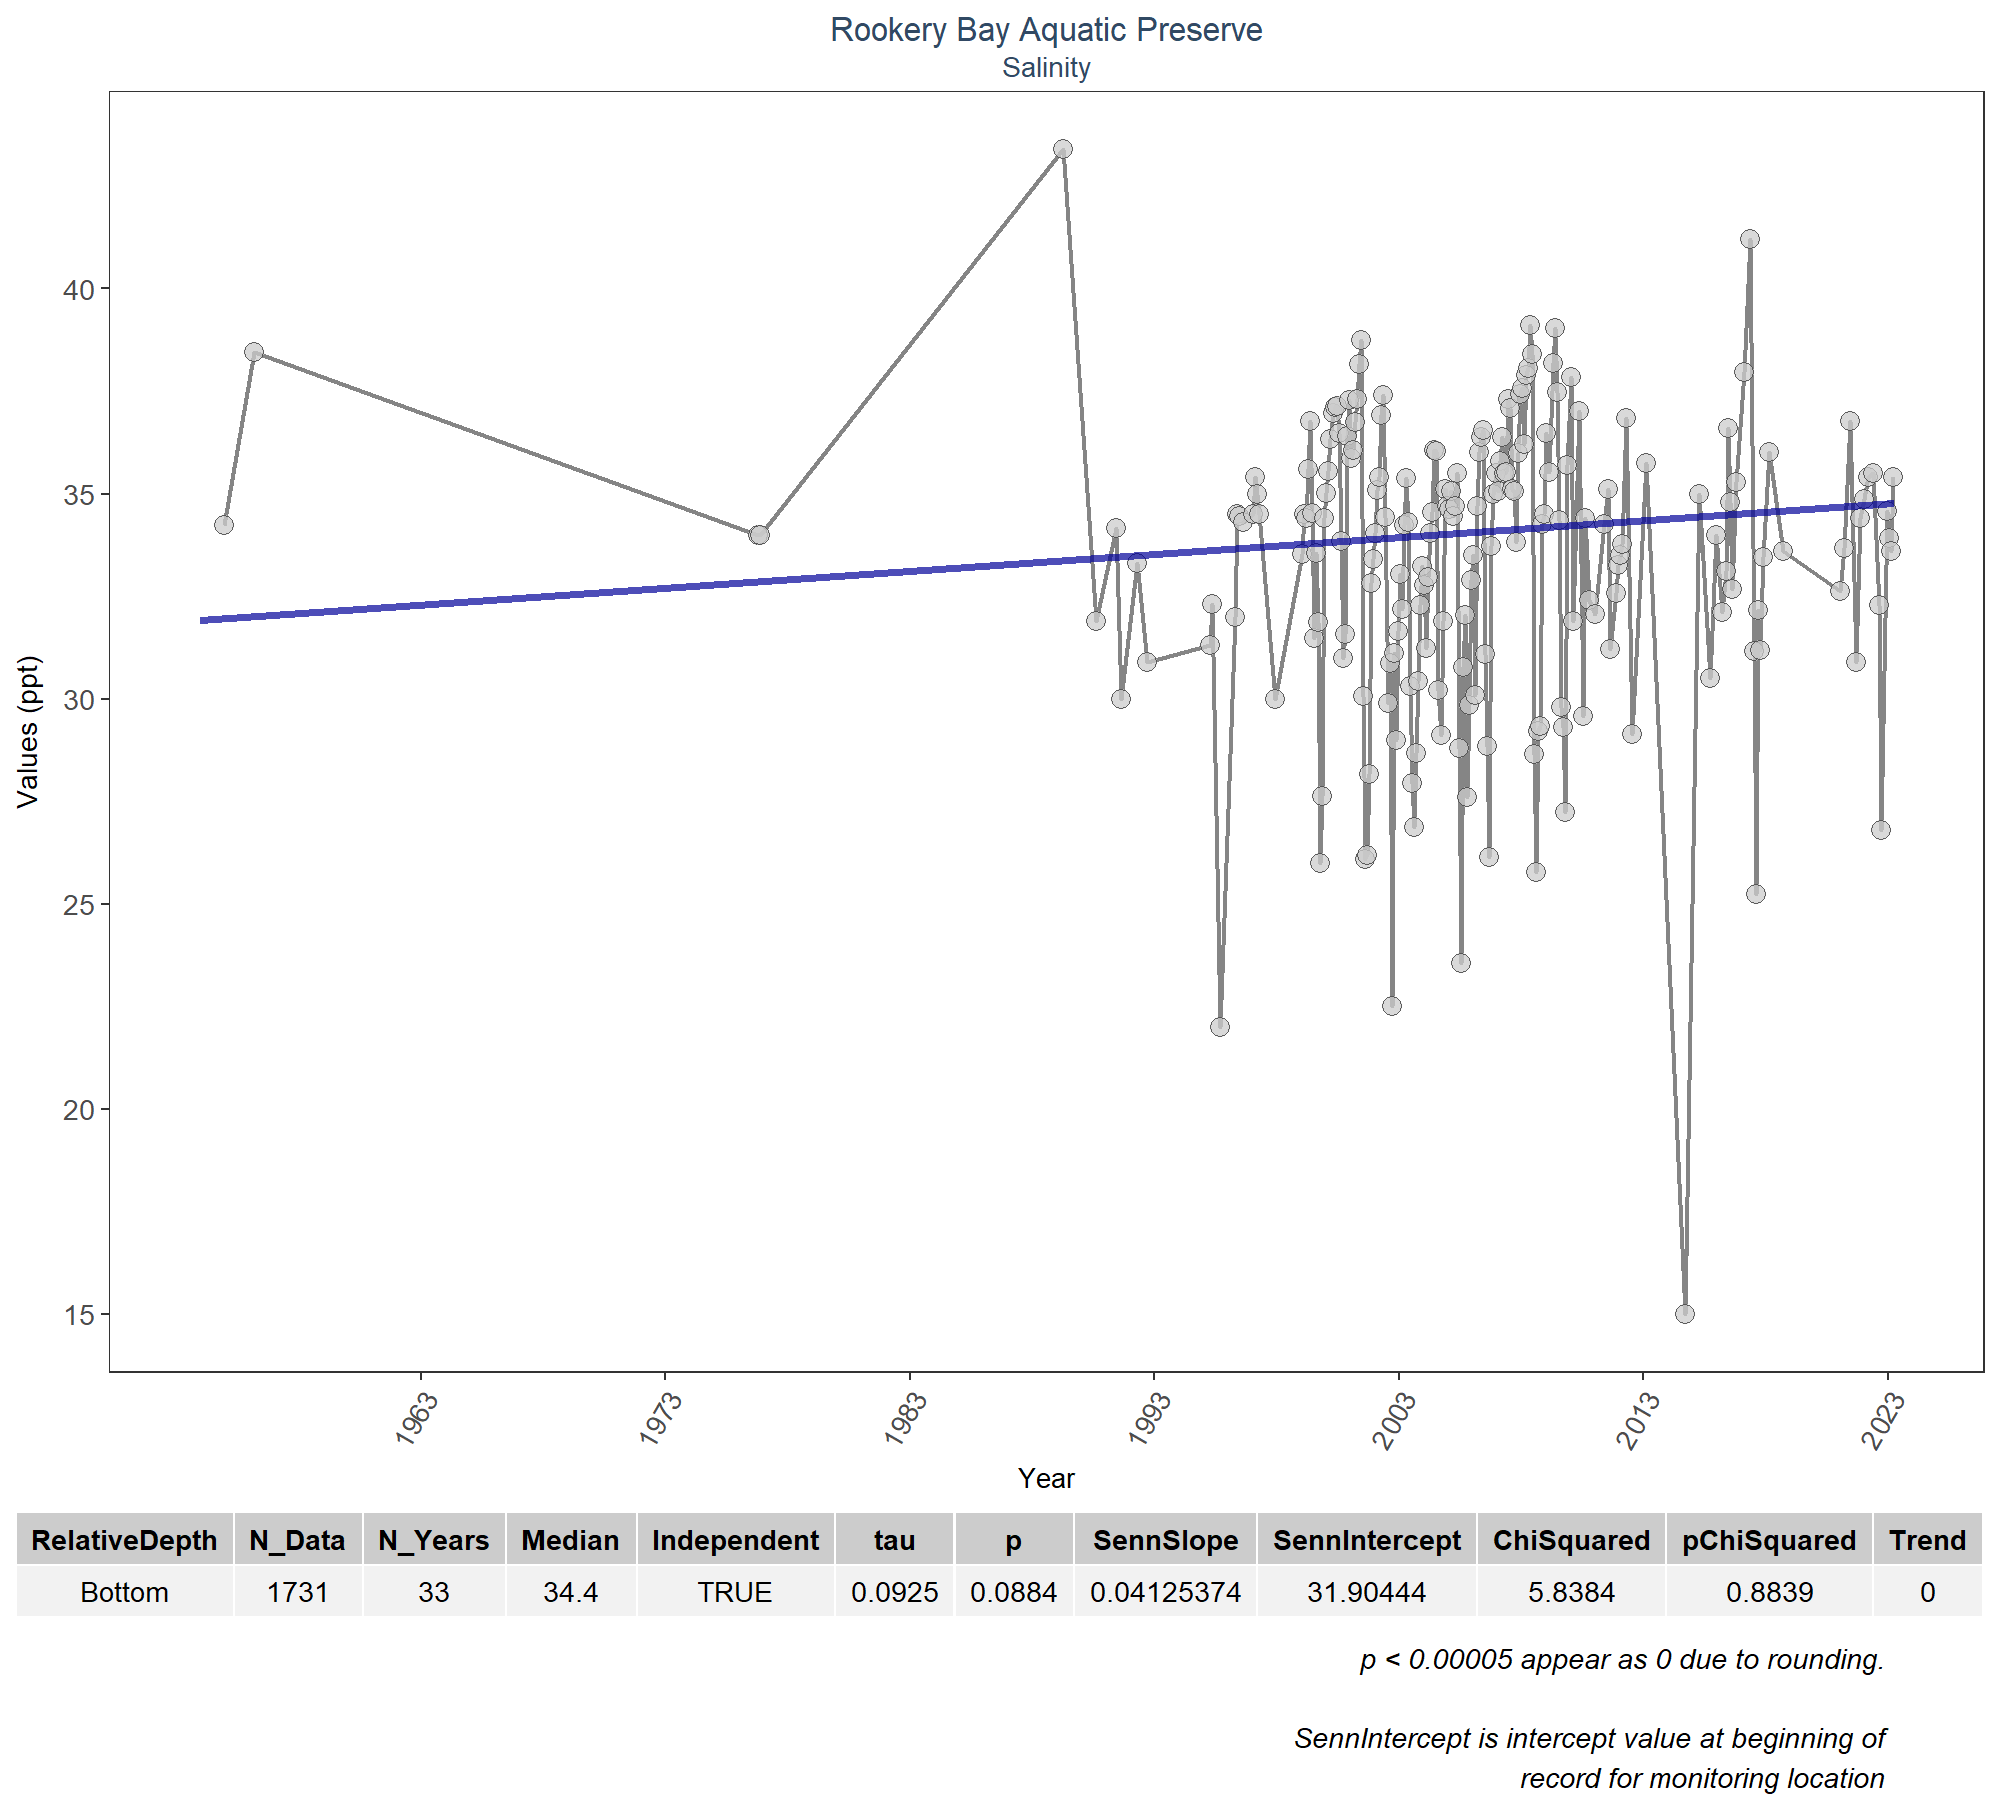 Rookery Bay Aquatic Preserve
Salinity
Values (ppt)
40
35
30
25
20
15
1963
1973
1983
1993
2003
2013
2023
Year
RelativeDepth N_Data N_Years Median Independent tau p SennSlope SennIntercept ChiSquared pChiSquared Trend
Bottom 1731 33 34.4 TRUE 0.0925 0.0884 0.04125374 31.90444 5.8384 0.8839 0
p < 0.00005 appear as 0 due to rounding.
SennIntercept is intercept value at beginning of
record for monitoring location